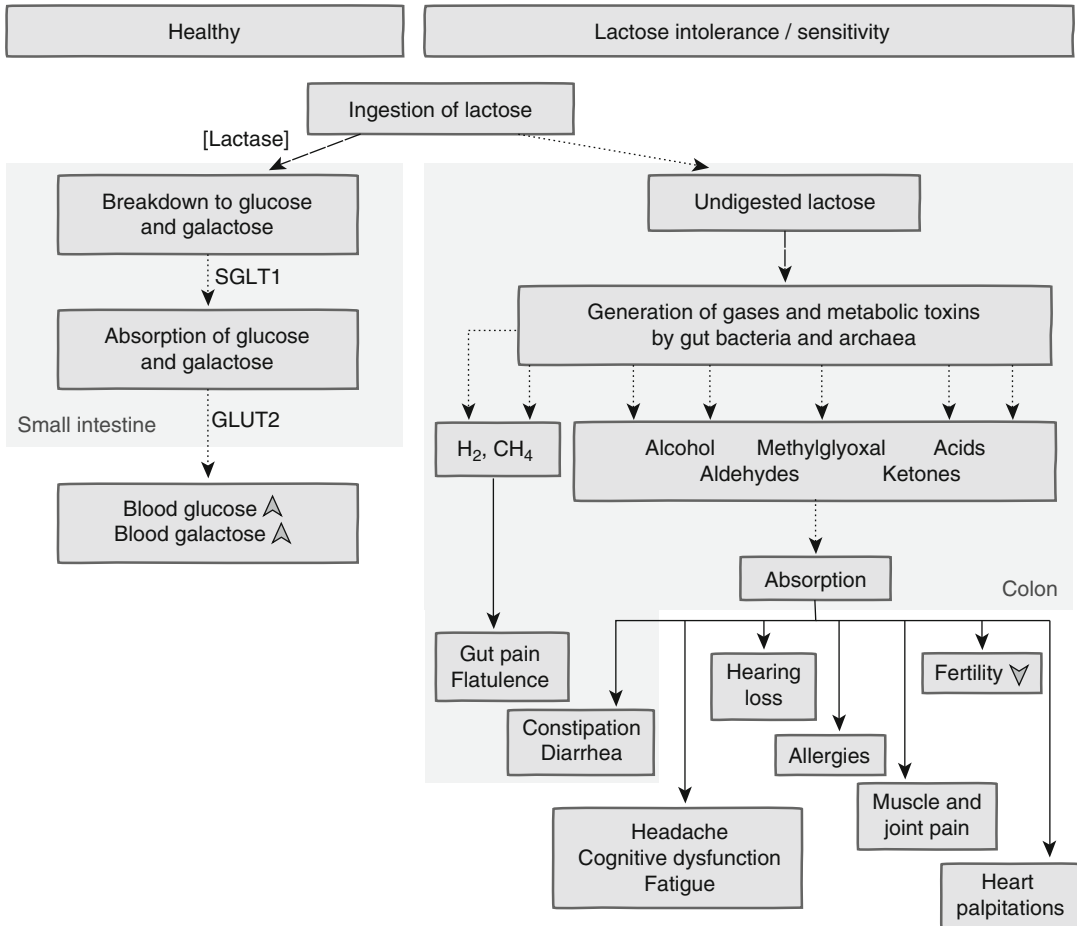 Healthy
Lactose intolerance / sensitivity
Ingestion of lactose
[Lactase]
Breakdown to glucose
and galactose
SGLT1
Absorption of glucose
and galactose
Small intestine
GLUT2
Blood glucose
Blood galactose
Undigested lactose
Generation of gases and metabolic toxins
by gut bacteria and archaea
H₂, CH₄
Alcohol Methylglyoxal Acids
Aldehydes Ketones
Absorption
Colon
Gut pain
Flatulence
Constipation
Diarrhea
Headache
Cognitive dysfunction
Fatigue
Hearing
loss
Allergies
Muscle and
joint pain
Fertility
Heart
palpitations